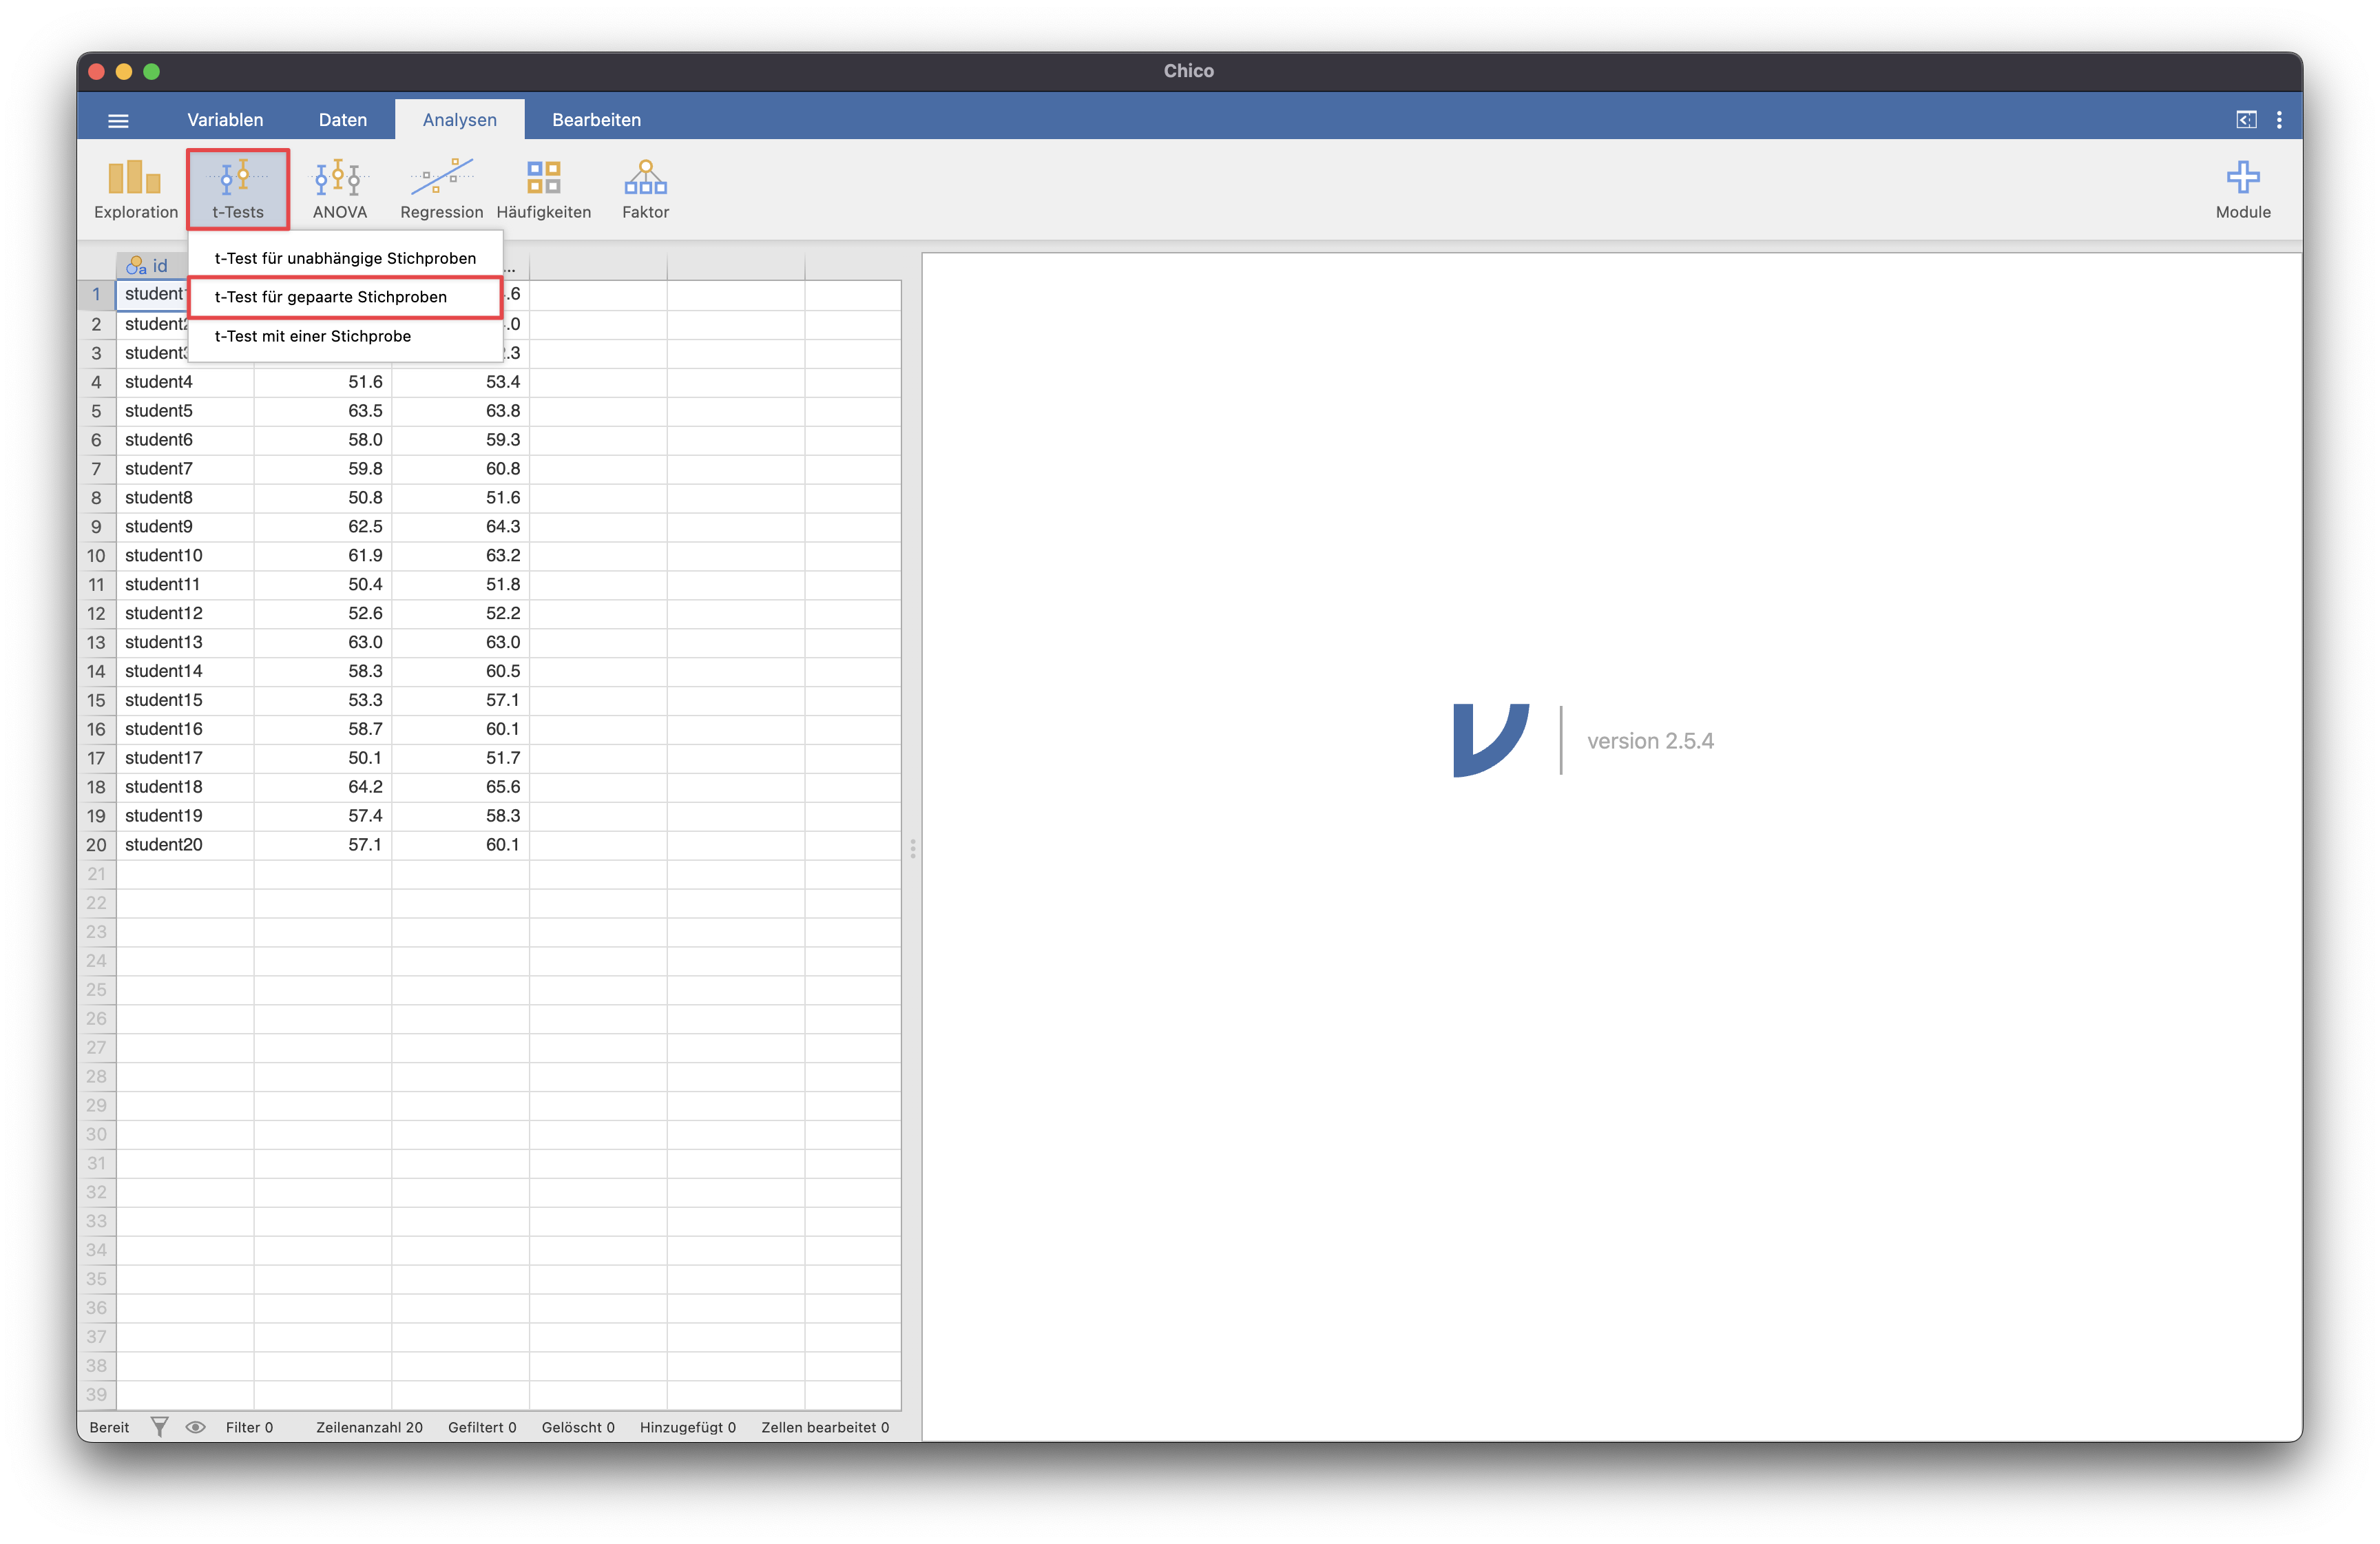 Chico
Variablen Daten Analysen Bearbeiten
Exploration t-Tests ANOVA Regression Häufigkeiten Faktor Module
t-Test für unabhängige Stichproben
t-Test für gepaarte Stichproben
t-Test mit einer Stichprobe
id ...
1 student1 .6
2 student2 .0
3 student3 .3
4 student4 51.6 53.4
5 student5 63.5 63.8
6 student6 58.0 59.3
7 student7 59.8 60.8
8 student8 50.8 51.6
9 student9 62.5 64.3
10 student10 61.9 63.2
11 student11 50.4 51.8
12 student12 52.6 52.2
13 student13 63.0 63.0
14 student14 58.3 60.5
15 student15 53.3 57.1
16 student16 58.7 60.1
17 student17 50.1 51.7
18 student18 64.2 65.6
19 student19 57.4 58.3
20 student20 57.1 60.1
21
22
23
24
25
26
27
28
29
30
31
32
33
34
35
36
37
38
39
version 2.5.4
Bereit Filter 0 Zeilenanzahl 20 Gefiltert 0 Gelöscht 0 Hinzugefügt 0 Zellen bearbeitet 0